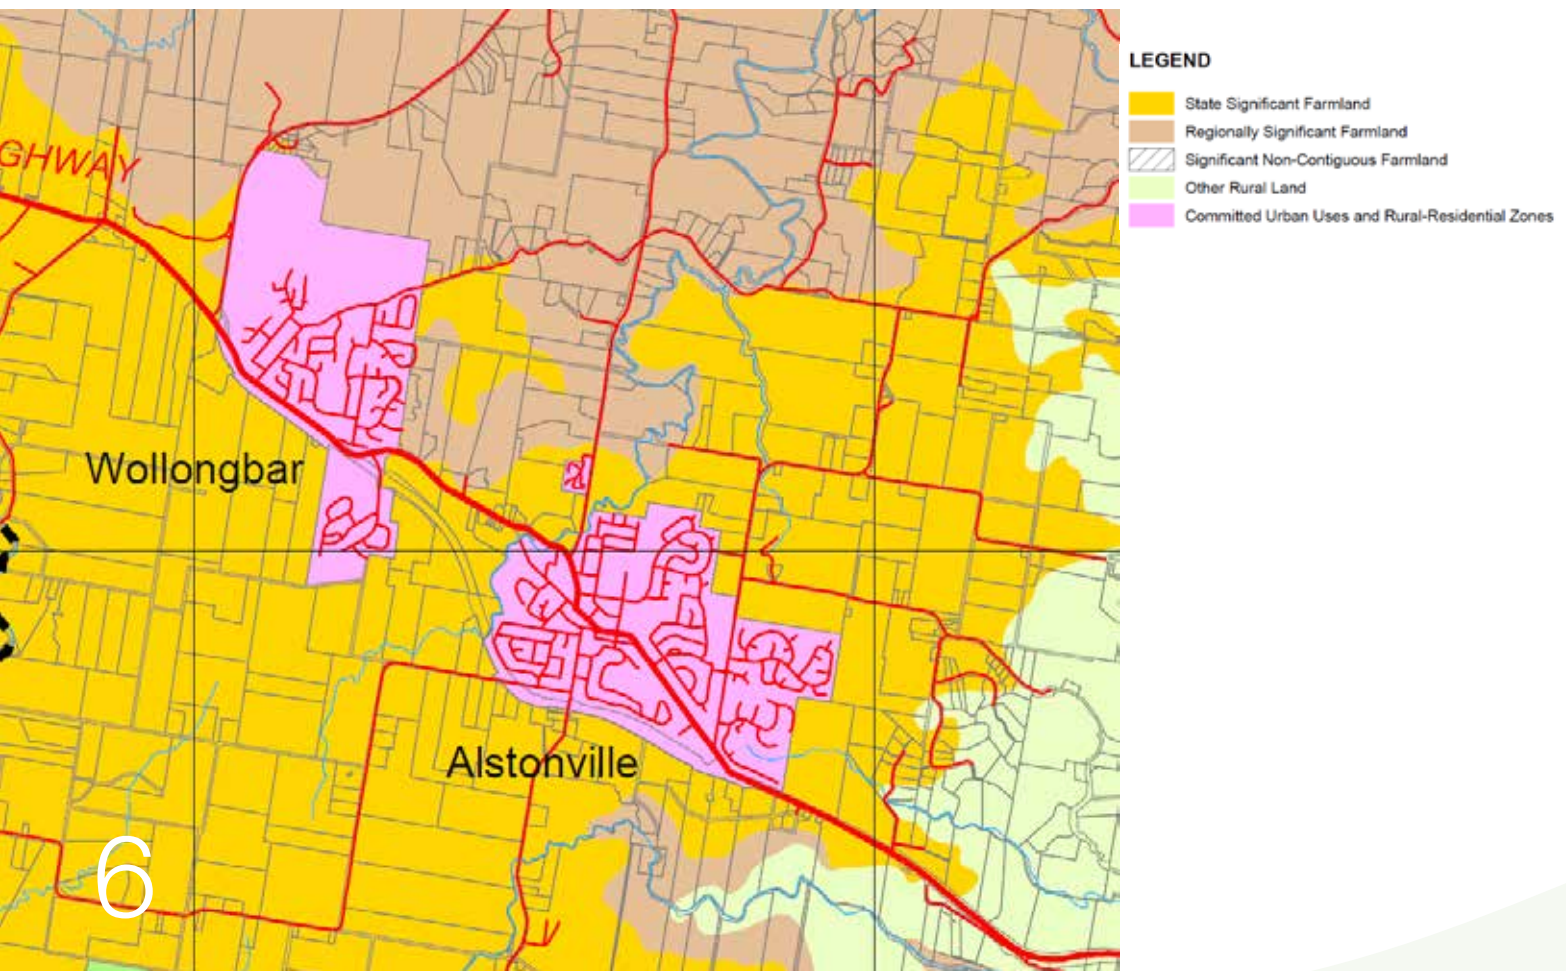 LEGEND
State Significant Farmland
Regionally Significant Farmland
Significant Non-Contiguous Farmland
Other Rural Land
Committed Urban Uses and Rural-Residential Zones
GHWAY
Wollongbar
Alstonville
6